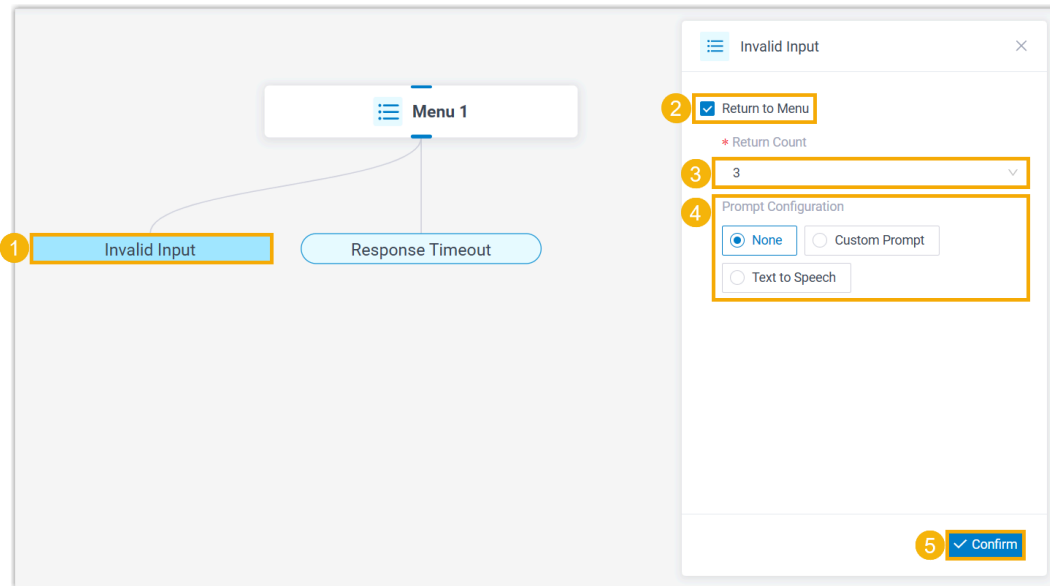 Menu 1
1
Invalid Input
Response Timeout
Invalid Input
2
Return to Menu
* Return Count
3
3
4
Prompt Configuration
None
Custom Prompt
Text to Speech
5
Confirm